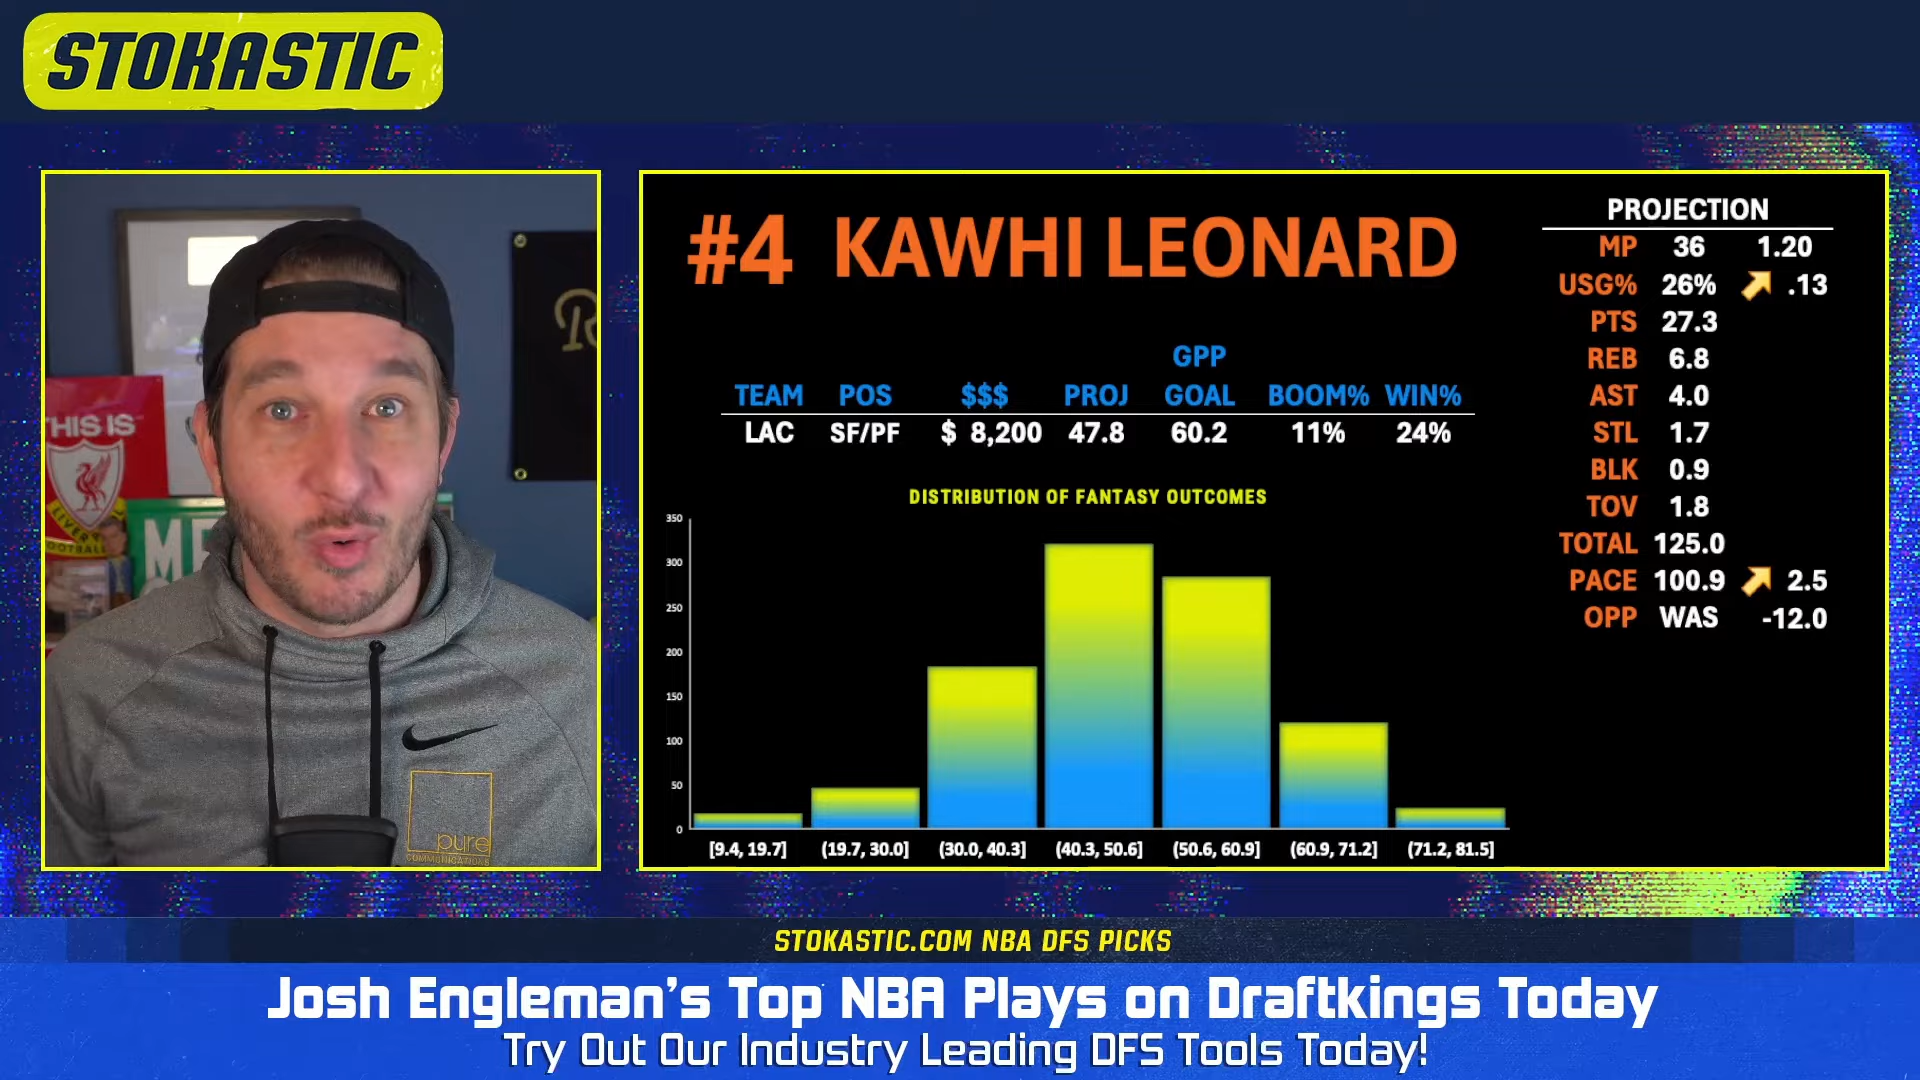 STOKASTIC
THIS IS
LIVERPOOL
FOOTBALL
pure
COMMUNICATIONS
#4 KAWHI LEONARD
GPP
TEAM POS $$$ PROJ GOAL BOOM% WIN%
LAC SF/PF $ 8,200 47.8 60.2 11% 24%
DISTRIBUTION OF FANTASY OUTCOMES
350
300
250
200
150
100
50
0
[9.4, 19.7] (19.7, 30.0] (30.0, 40.3] (40.3, 50.6] (50.6, 60.9] (60.9, 71.2] (71.2, 81.5]
PROJECTION
MP 36 1.20
USG% 26% .13
PTS 27.3
REB 6.8
AST 4.0
STL 1.7
BLK 0.9
TOV 1.8
TOTAL 125.0
PACE 100.9 2.5
OPP WAS -12.0
STOKASTIC.COM NBA DFS PICKS
Josh Engleman's Top NBA Plays on Draftkings Today
Try Out Our Industry Leading DFS Tools Today!